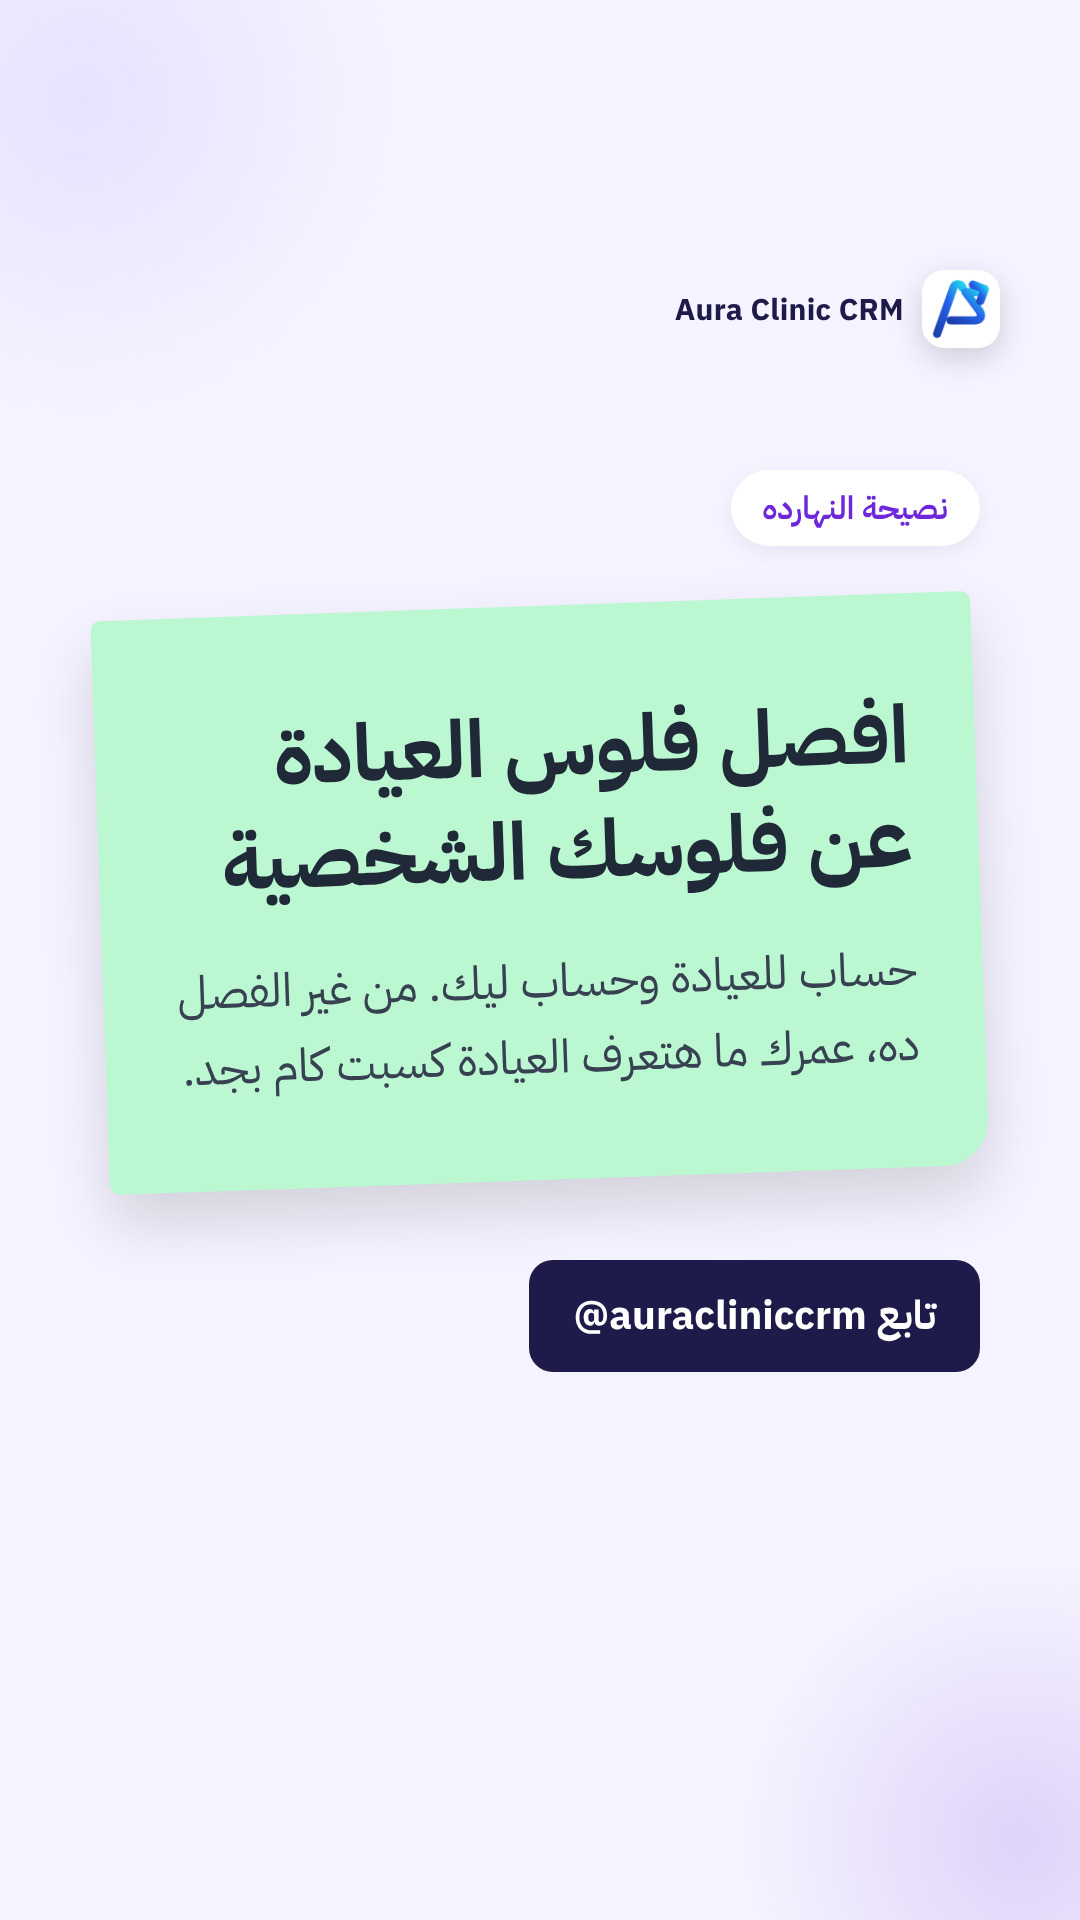 Aura Clinic CRM
نصيحة النهارده
افصل فلوس العيادة
عن فلوسك الشخصية
حساب للعيادة وحساب ليك. من غير الفصل
ده، عمرك ما هتعرف العيادة كسبت كام بجد.
تابع @auracliniccrm